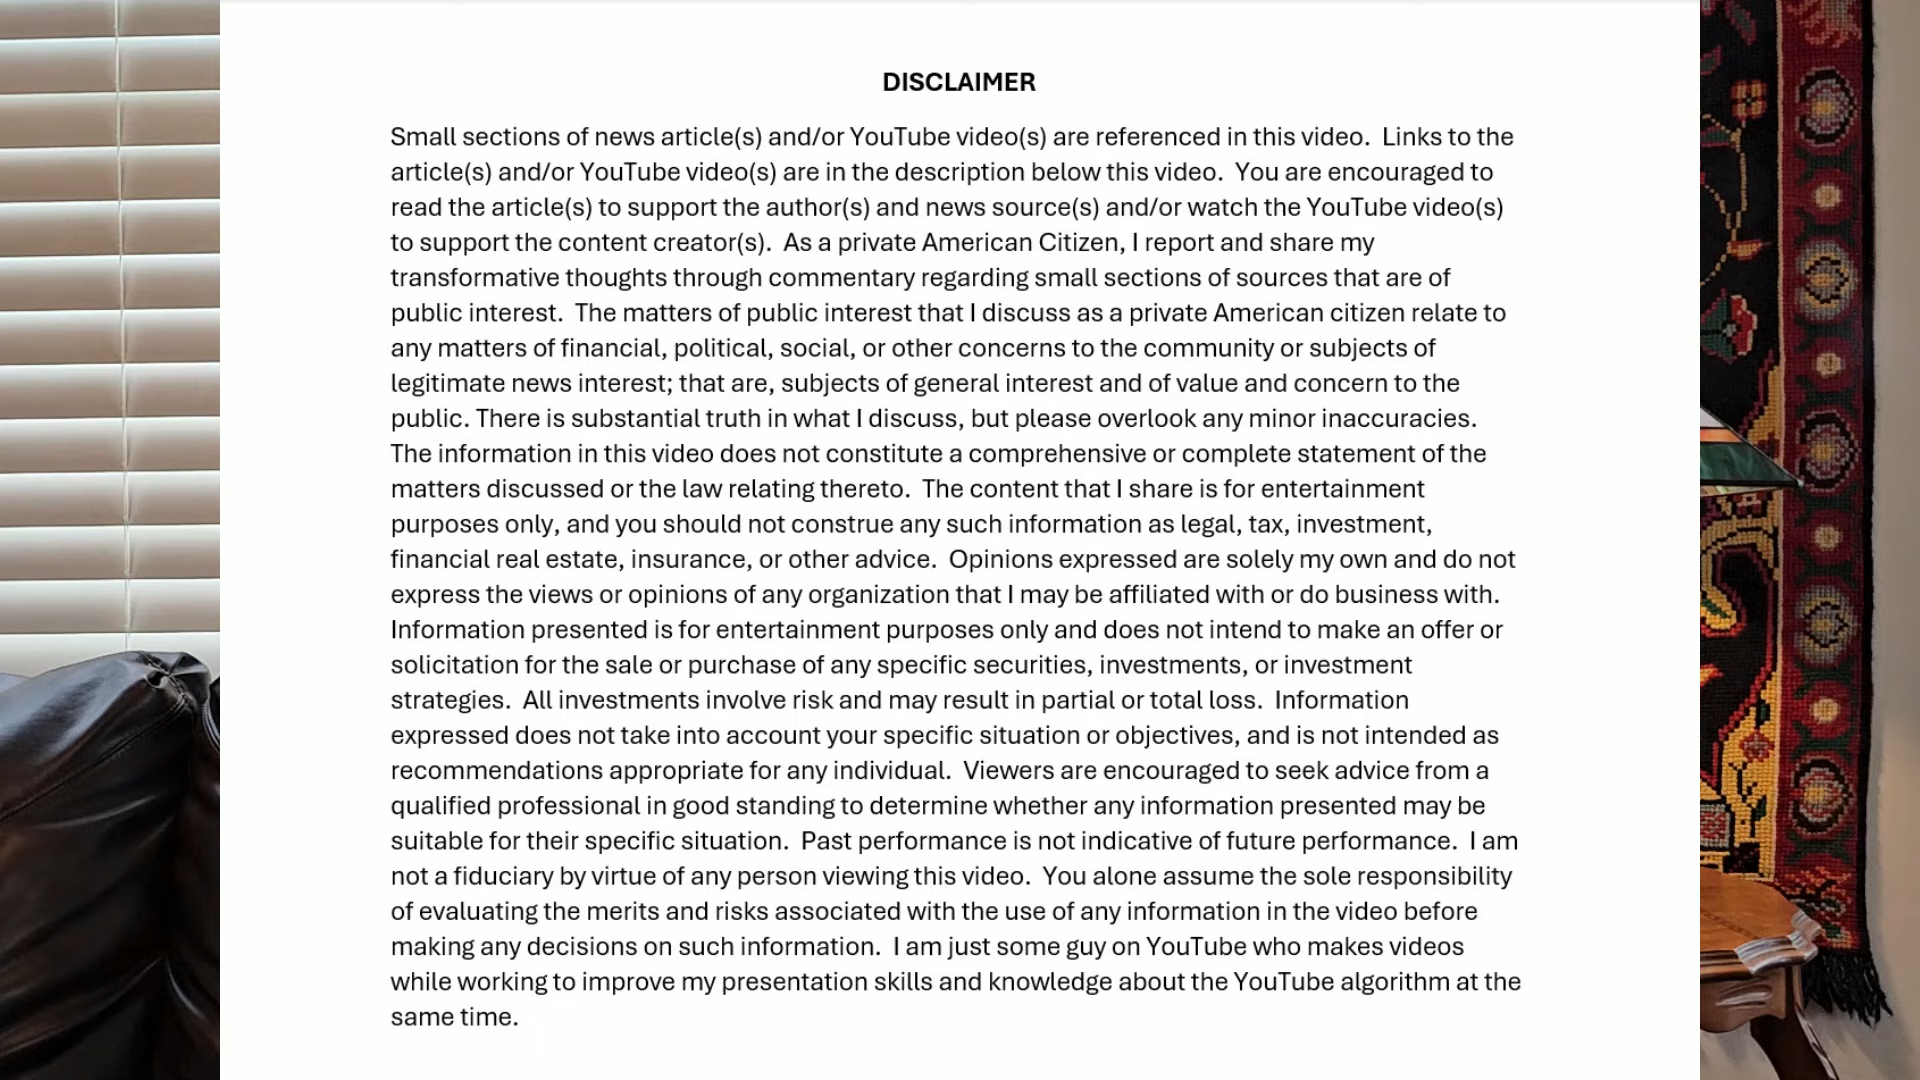 DISCLAIMER
Small sections of news article(s) and/or YouTube video(s) are referenced in this video.  Links to the
article(s) and/or YouTube video(s) are in the description below this video.  You are encouraged to
read the article(s) to support the author(s) and news source(s) and/or watch the YouTube video(s)
to support the content creator(s).  As a private American Citizen, I report and share my
transformative thoughts through commentary regarding small sections of sources that are of
public interest.  The matters of public interest that I discuss as a private American citizen relate to
any matters of financial, political, social, or other concerns to the community or subjects of
legitimate news interest; that are, subjects of general interest and of value and concern to the
public. There is substantial truth in what I discuss, but please overlook any minor inaccuracies.
The information in this video does not constitute a comprehensive or complete statement of the
matters discussed or the law relating thereto.  The content that I share is for entertainment
purposes only, and you should not construe any such information as legal, tax, investment,
financial real estate, insurance, or other advice.  Opinions expressed are solely my own and do not
express the views or opinions of any organization that I may be affiliated with or do business with.
Information presented is for entertainment purposes only and does not intend to make an offer or
solicitation for the sale or purchase of any specific securities, investments, or investment
strategies.  All investments involve risk and may result in partial or total loss.  Information
expressed does not take into account your specific situation or objectives, and is not intended as
recommendations appropriate for any individual.  Viewers are encouraged to seek advice from a
qualified professional in good standing to determine whether any information presented may be
suitable for their specific situation.  Past performance is not indicative of future performance.  I am
not a fiduciary by virtue of any person viewing this video.  You alone assume the sole responsibility
of evaluating the merits and risks associated with the use of any information in the video before
making any decisions on such information.  I am just some guy on YouTube who makes videos
while working to improve my presentation skills and knowledge about the YouTube algorithm at the
same time.